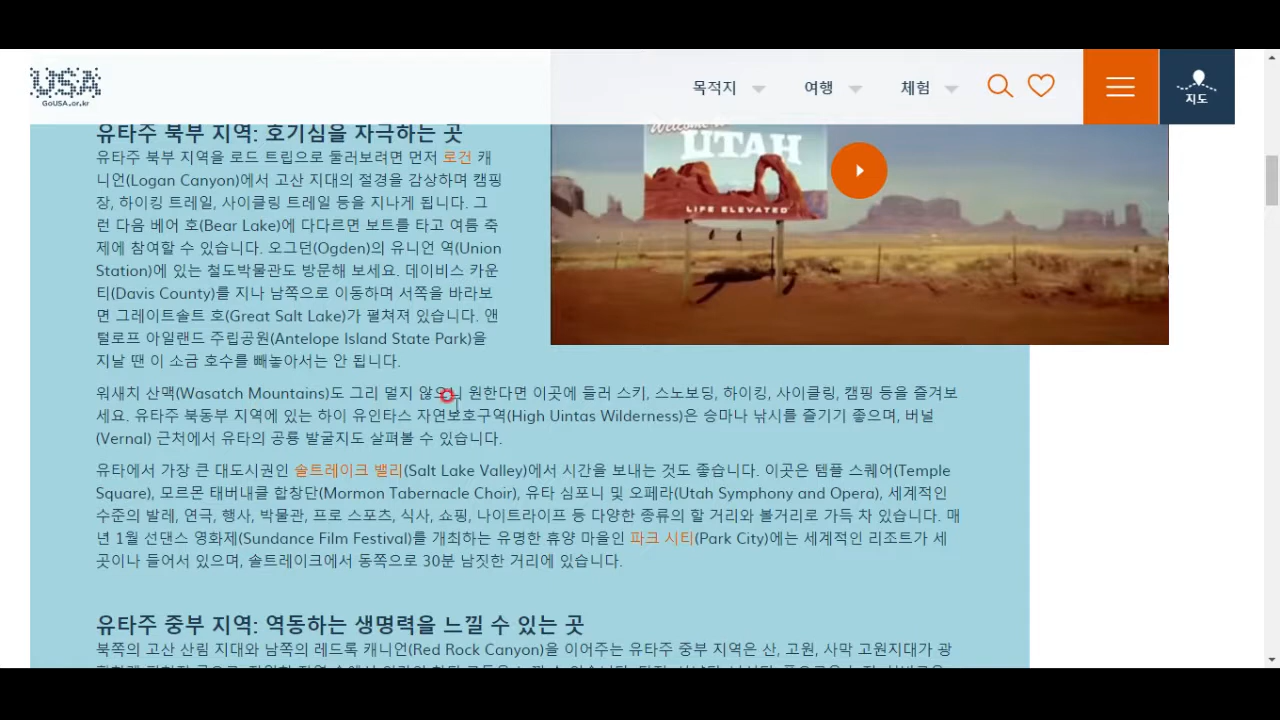 USA
GoUSA.or.kr
목적지
여행
체험
지도
Welcome to
UTAH
LIFE ELEVATED
유타주 북부 지역: 호기심을 자극하는 곳
유타주 북부 지역을 로드 트립으로 둘러보려면 먼저 로건 캐
니언(Logan Canyon)에서 고산 지대의 절경을 감상하며 캠핑
장, 하이킹 트레일, 사이클링 트레일 등을 지나게 됩니다. 그
런 다음 베어 호(Bear Lake)에 다다르면 보트를 타고 여름 축
제에 참여할 수 있습니다. 오그던(Ogden)의 유니언 역(Union
Station)에 있는 철도박물관도 방문해 보세요. 데이비스 카운
티(Davis County)를 지나 남쪽으로 이동하며 서쪽을 바라보
면 그레이트솔트 호(Great Salt Lake)가 펼쳐져 있습니다. 앤
털로프 아일랜드 주립공원(Antelope Island State Park)을
지날 땐 이 소금 호수를 빼놓아서는 안 됩니다.
워새치 산맥(Wasatch Mountains)도 그리 멀지 않으니 원한다면 이곳에 들러 스키, 스노보딩, 하이킹, 사이클링, 캠핑 등을 즐겨보
세요. 유타주 북동부 지역에 있는 하이 유인타스 자연보호구역(High Uintas Wilderness)은 승마나 낚시를 즐기기 좋으며, 버널
(Vernal) 근처에서 유타의 공룡 발굴지도 살펴볼 수 있습니다.
유타에서 가장 큰 대도시권인 솔트레이크 밸리(Salt Lake Valley)에서 시간을 보내는 것도 좋습니다. 이곳은 템플 스퀘어(Temple
Square), 모르몬 태버내클 합창단(Mormon Tabernacle Choir), 유타 심포니 및 오페라(Utah Symphony and Opera), 세계적인
수준의 발레, 연극, 행사, 박물관, 프로 스포츠, 식사, 쇼핑, 나이트라이프 등 다양한 종류의 할 거리와 볼거리로 가득 차 있습니다. 매
년 1월 선댄스 영화제(Sundance Film Festival)를 개최하는 유명한 휴양 마을인 파크 시티(Park City)에는 세계적인 리조트가 세
곳이나 들어서 있으며, 솔트레이크에서 동쪽으로 30분 남짓한 거리에 있습니다.
유타주 중부 지역: 역동하는 생명력을 느낄 수 있는 곳
북쪽의 고산 산림 지대와 남쪽의 레드록 캐니언(Red Rock Canyon)을 이어주는 유타주 중부 지역은 산, 고원, 사막 고원지대가 광